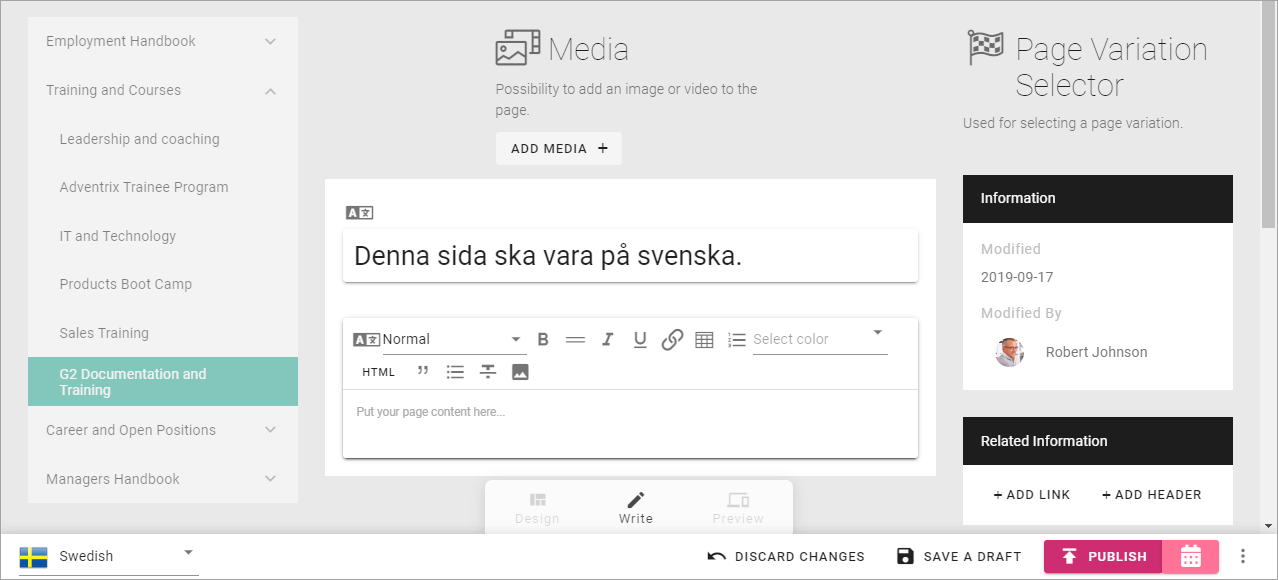 Employment Handbook
Training and Courses
Leadership and coaching
Adventrix Trainee Program
IT and Technology
Products Boot Camp
Sales Training
G2 Documentation and
Training
Career and Open Positions
Managers Handbook
Media
Possibility to add an image or video to the
page.
ADD MEDIA +
Denna sida ska vara på svenska.
Normal
B
I
U
Select color
HTML
Put your page content here...
Page Variation
Selector
Used for selecting a page variation.
Information
Modified
2019-09-17
Modified By
Robert Johnson
Related Information
+ ADD LINK + ADD HEADER
Design Write Preview
Swedish
DISCARD CHANGES SAVE A DRAFT PUBLISH